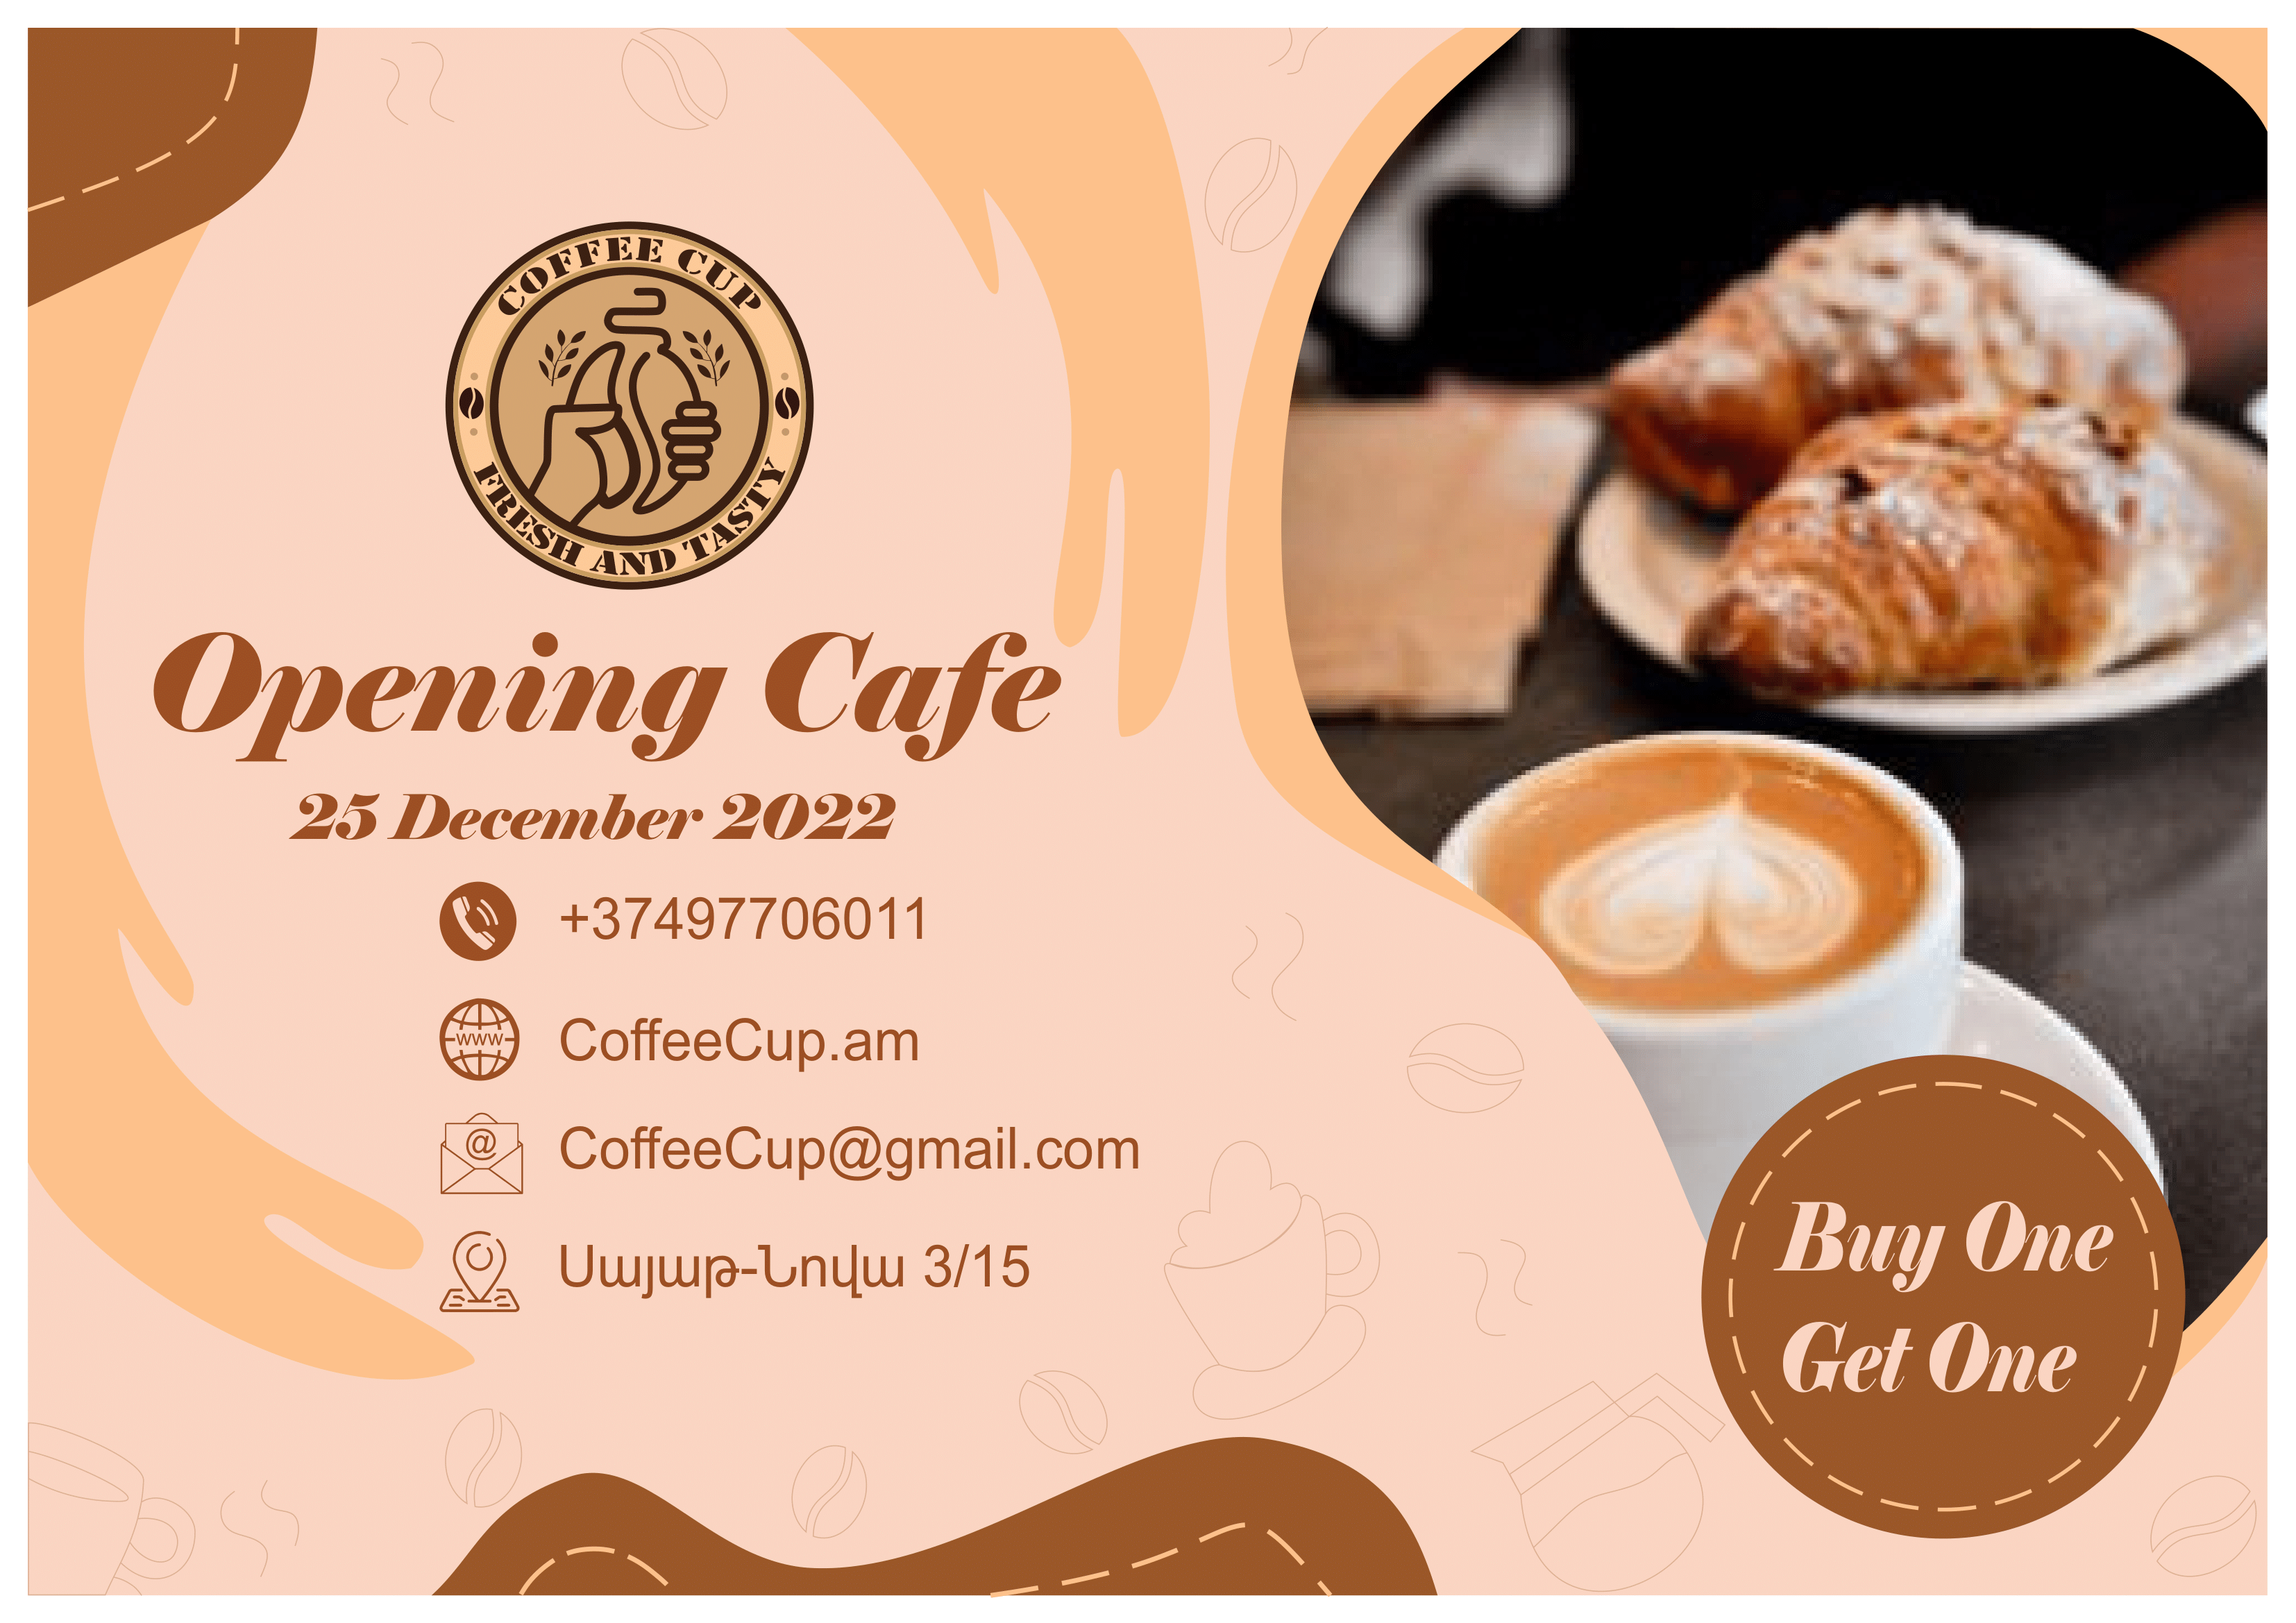 COFFEE CUP
FRESH AND TASTY
Opening Cafe
25 December 2022
+37497706011
www
CoffeeCup.am
@
CoffeeCup@gmail.com
Սայաթ-Նովա 3/15
Buy One
Get One